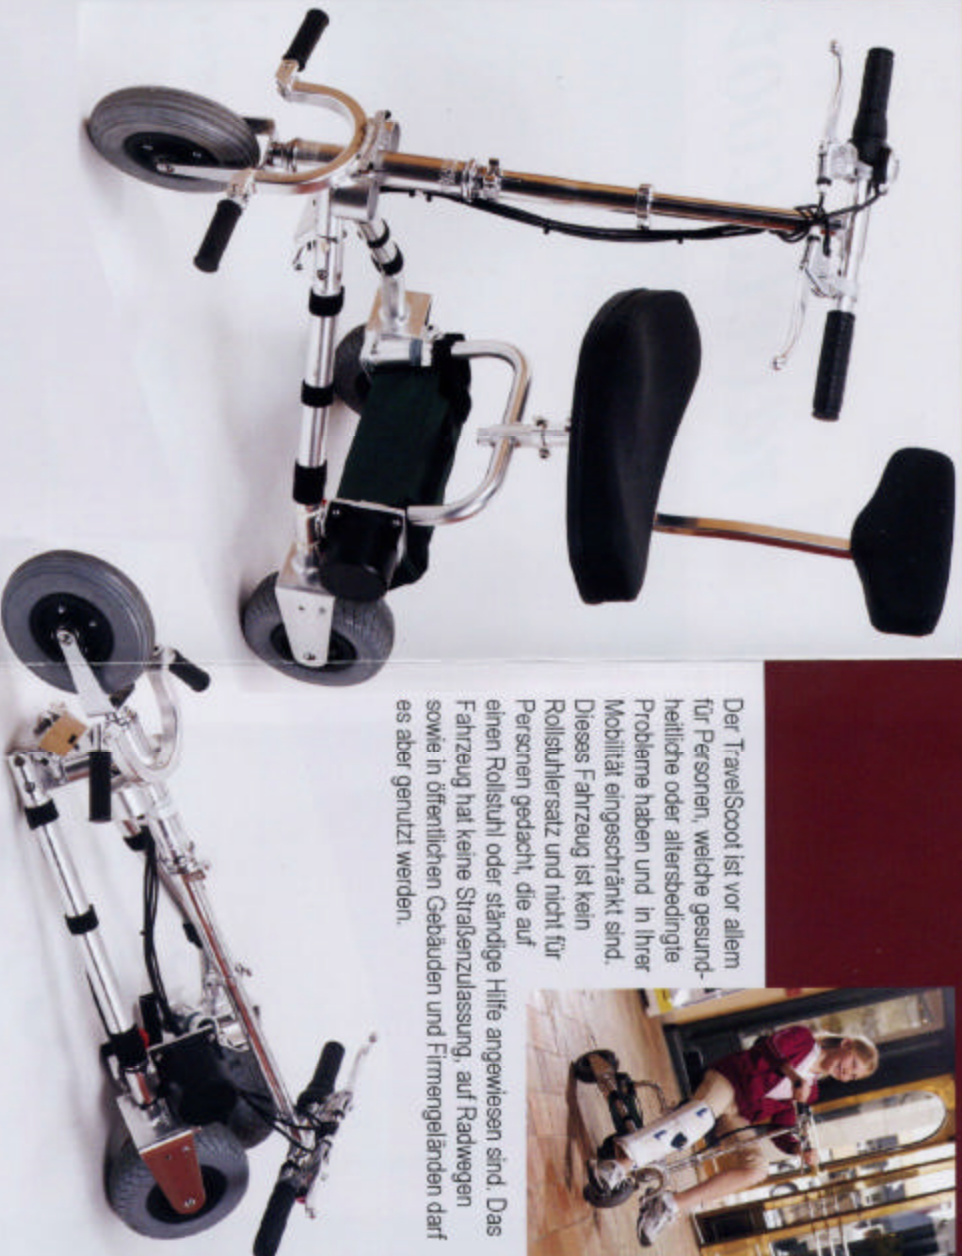 Der TravelScoot ist vor allem
für Personen, welche gesund-
heitliche oder altersbedingte
Probleme haben und in Ihrer
Mobilität eingeschränkt sind.
Dieses Fahrzeug ist kein
Rollstuhlersatz und nicht für
Personen gedacht, die auf
einen Rollstuhl oder ständige Hilfe angewiesen sind. Das
Fahrzeug hat keine Straßenzulassung, auf Radwegen
sowie in öffentlichen Gebäuden und Firmengeländen darf
es aber genutzt werden.